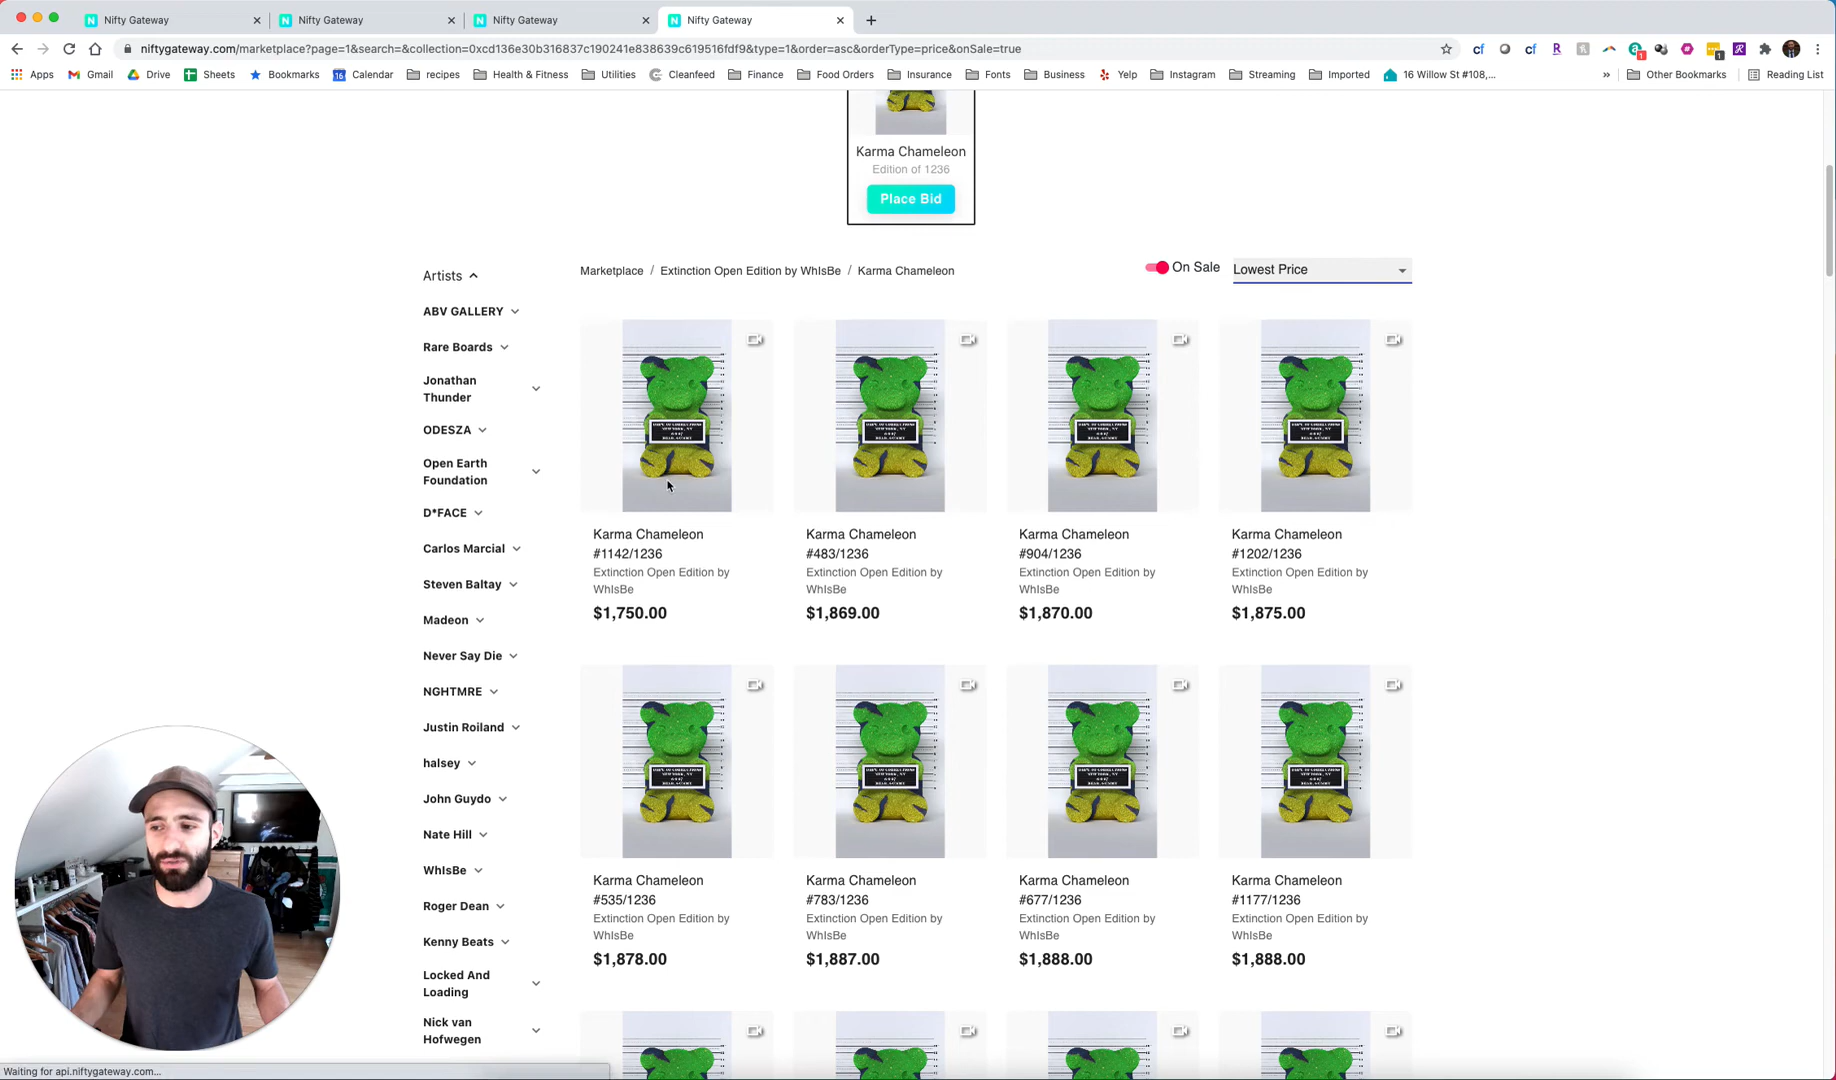 Nifty Gateway
Nifty Gateway
Nifty Gateway
Nifty Gateway
niftygateway.com/marketplace?page=1&search=&collection=0xcd136e30b316837c190241e838639c619516fdf9&type=1&order=asc&orderType=price&onSale=true
Apps Gmail Drive Sheets Bookmarks 16 Calendar recipes Health & Fitness Utilities Cleanfeed Finance Food Orders Insurance Fonts Business Yelp Instagram Streaming Imported 16 Willow St #108,... » Other Bookmarks Reading List
Karma Chameleon
Edition of 1236
Place Bid
Marketplace / Extinction Open Edition by WhIsBe / Karma Chameleon
On Sale
Lowest Price
Artists
ABV GALLERY
Rare Boards
Jonathan
Thunder
ODESZA
Open Earth
Foundation
D*FACE
Carlos Marcial
Steven Baltay
Madeon
Never Say Die
NGHTMRE
Justin Roiland
halsey
John Guydo
Nate Hill
WhIsBe
Roger Dean
Kenny Beats
Locked And
Loading
Nick van
Hofwegen
Karma Chameleon
#1142/1236
Extinction Open Edition by
WhIsBe
$1,750.00
Karma Chameleon
#483/1236
Extinction Open Edition by
WhIsBe
$1,869.00
Karma Chameleon
#904/1236
Extinction Open Edition by
WhIsBe
$1,870.00
Karma Chameleon
#1202/1236
Extinction Open Edition by
WhIsBe
$1,875.00
Karma Chameleon
#535/1236
Extinction Open Edition by
WhIsBe
$1,878.00
Karma Chameleon
#783/1236
Extinction Open Edition by
WhIsBe
$1,887.00
Karma Chameleon
#677/1236
Extinction Open Edition by
WhIsBe
$1,888.00
Karma Chameleon
#1177/1236
Extinction Open Edition by
WhIsBe
$1,888.00
Waiting for api.niftygateway.com...